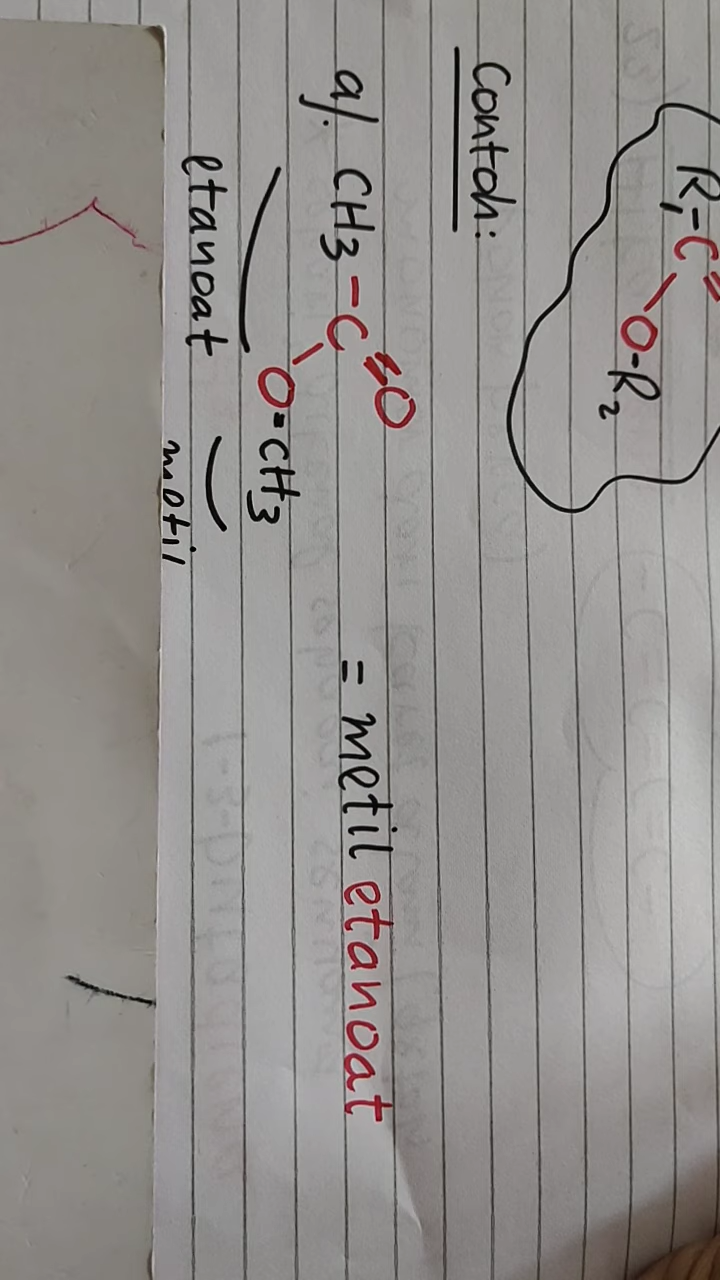 R₁-C=
O-R₂
Contoh:
a/. CH3-C=O
O-CH3
etanoat
metil
= metil etanoat